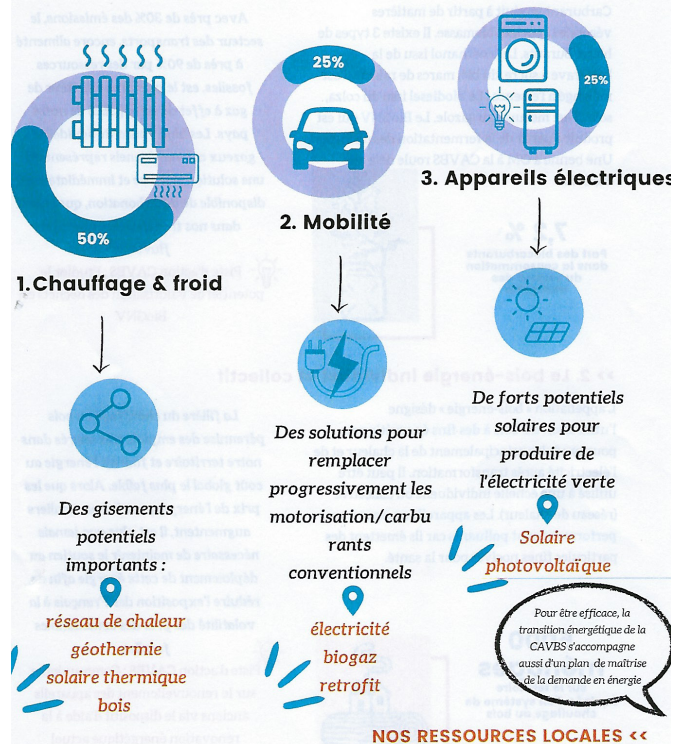 50%
1.Chauffage & froid
Des gisements
potentiels
importants :
réseau de chaleur
géothermie
solaire thermique
bois
25%
2. Mobilité
Des solutions pour
remplacer
progressivement les
motorisation/carbu
rants
conventionnels
électricité
biogaz
retrofit
25%
3. Appareils électriques
De forts potentiels
solaires pour
produire de
l'électricité verte
Solaire
photovoltaïque
Pour être efficace, la
transition énergétique de la
CAVBS s'accompagne
aussi d'un plan de maîtrise
de la demande en énergie
NOS RESSOURCES LOCALES <<